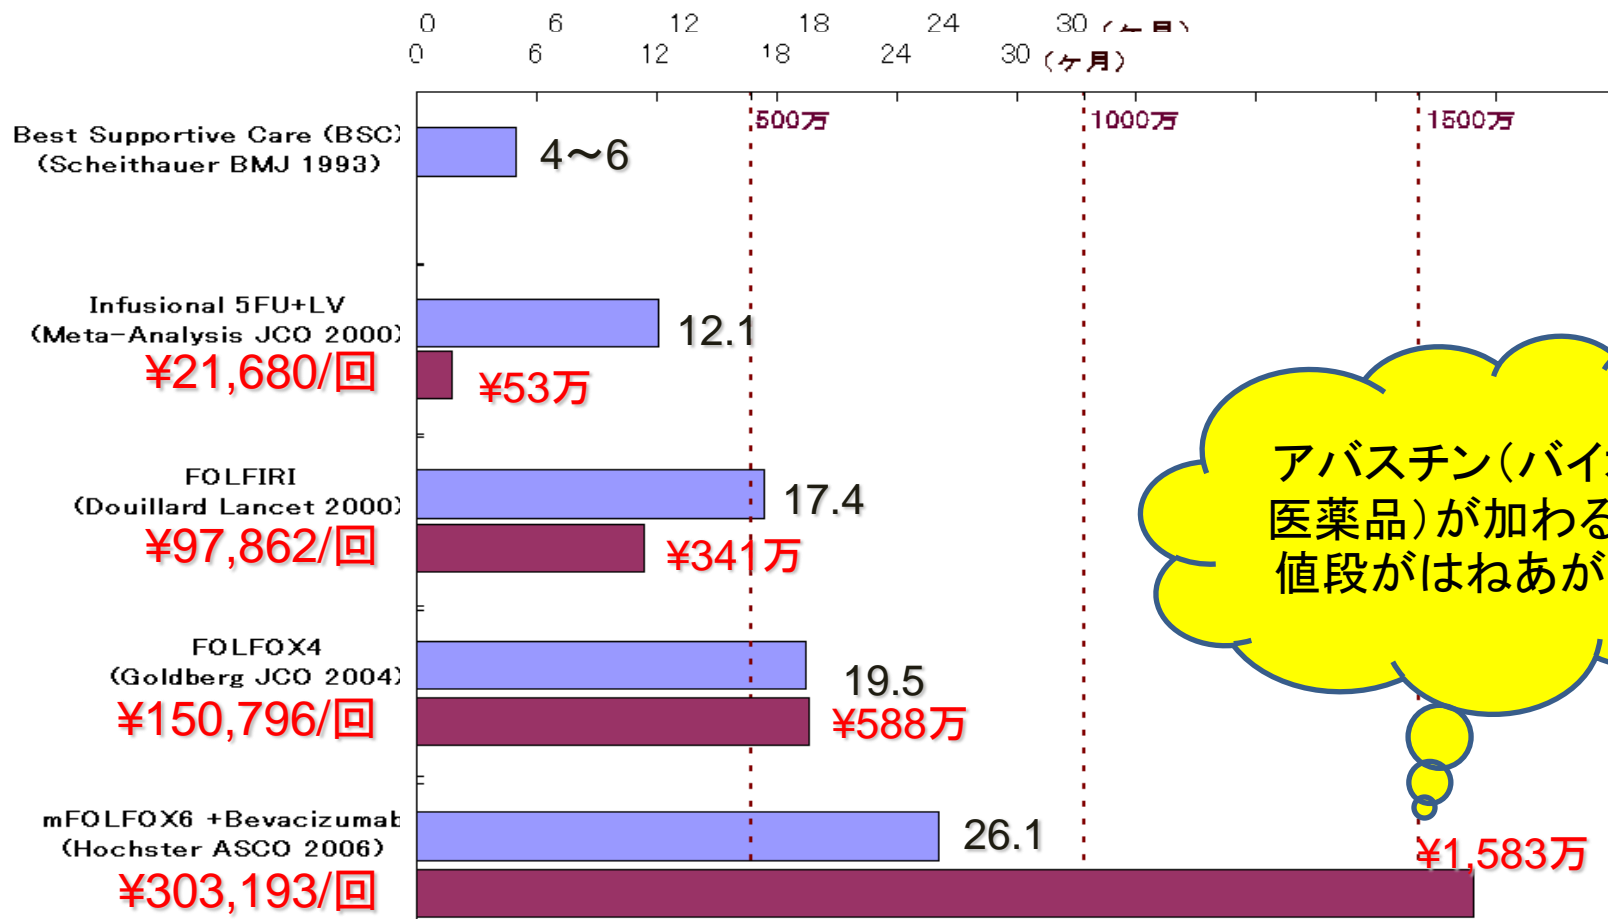 0 6 12 18 24 30 (ヶ月)
0 6 12 18 24 30 (ヶ月)
500万 1000万 1500万
Best Supportive Care (BSC)
(Scheithauer BMJ 1993)
4～6
Infusional 5FU+LV
(Meta-Analysis JCO 2000)
12.1
¥21,680/回
¥53万
FOLFIRI
(Douillard Lancet 2000)
17.4
¥97,862/回
¥341万
アバスチン（バイ
医薬品）が加わる
値段がはねあが
FOLFOX4
(Goldberg JCO 2004)
19.5
¥150,796/回
¥588万
mFOLFOX6 +Bevacizumab
(Hochster ASCO 2006)
26.1
¥303,193/回
¥1,583万